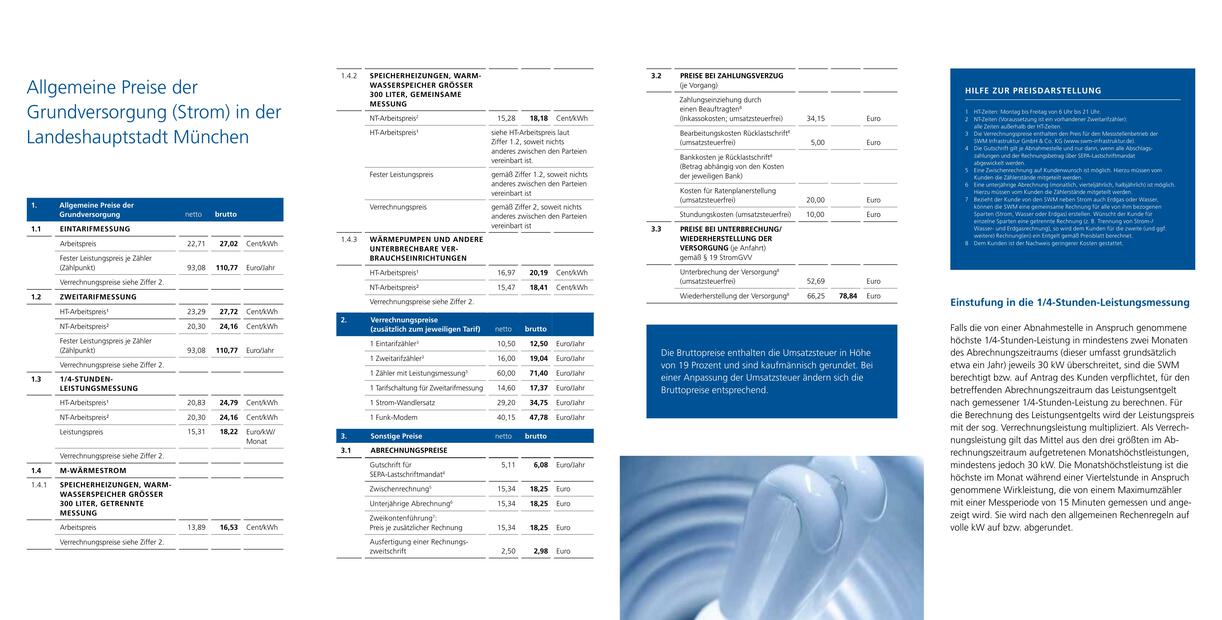 Allgemeine Preise der
Grundversorgung (Strom) in der
Landeshauptstadt München
1. Allgemeine Preise der
Grundversorgung netto brutto
1.1 EINTARIFMESSUNG
Arbeitspreis 22,71 27,02 Cent/kWh
Fester Leistungspreis je Zähler
(Zählpunkt) 93,08 110,77 Euro/Jahr
Verrechnungspreise siehe Ziffer 2.
1.2 ZWEITARIFMESSUNG
HT-Arbeitspreis¹ 23,29 27,72 Cent/kWh
NT-Arbeitspreis² 20,30 24,16 Cent/kWh
Fester Leistungspreis je Zähler
(Zählpunkt) 93,08 110,77 Euro/Jahr
Verrechnungspreise siehe Ziffer 2.
1.3 1/4-STUNDEN-
LEISTUNGSMESSUNG
HT-Arbeitspreis¹ 20,83 24,79 Cent/kWh
NT-Arbeitspreis² 20,30 24,16 Cent/kWh
Leistungspreis 15,31 18,22 Euro/kW/
Monat
Verrechnungspreise siehe Ziffer 2.
1.4 M-WÄRMESTROM
1.4.1 SPEICHERHEIZUNGEN, WARM-
WASSERSPEICHER GRÖSSER
300 LITER, GETRENNTE
MESSUNG
Arbeitspreis 13,89 16,53 Cent/kWh
Verrechnungspreise siehe Ziffer 2.
1.4.2 SPEICHERHEIZUNGEN, WARM-
WASSERSPEICHER GRÖSSER
300 LITER, GEMEINSAME
MESSUNG
NT-Arbeitspreis² 15,28 18,18 Cent/kWh
HT-Arbeitspreis¹ siehe HT-Arbeitspreis laut
Ziffer 1.2, soweit nichts
anderes zwischen den Parteien
vereinbart ist.
Fester Leistungspreis gemäß Ziffer 1.2, soweit nichts
anderes zwischen den Parteien
vereinbart ist
Verrechnungspreis gemäß Ziffer 2, soweit nichts
anderes zwischen den Parteien
vereinbart ist
1.4.3 WÄRMEPUMPEN UND ANDERE
UNTERBRECHBARE VER-
BRAUCHSEINRICHTUNGEN
HT-Arbeitspreis¹ 16,97 20,19 Cent/kWh
NT-Arbeitspreis² 15,47 18,41 Cent/kWh
Verrechnungspreise siehe Ziffer 2.
2. Verrechnungspreise
(zusätzlich zum jeweiligen Tarif) netto brutto
1 Eintarifzähler³ 10,50 12,50 Euro/Jahr
1 Zweitarifzähler³ 16,00 19,04 Euro/Jahr
1 Zähler mit Leistungsmessung³ 60,00 71,40 Euro/Jahr
1 Tarifschaltung für Zweitarifmessung 14,60 17,37 Euro/Jahr
1 Strom-Wandlersatz 29,20 34,75 Euro/Jahr
1 Funk-Modem 40,15 47,78 Euro/Jahr
3. Sonstige Preise netto brutto
3.1 ABRECHNUNGSPREISE
Gutschrift für
SEPA-Lastschriftmandat⁴ 5,11 6,08 Euro/Jahr
Zwischenrechnung⁵ 15,34 18,25 Euro
Unterjährige Abrechnung⁶ 15,34 18,25 Euro
Zweikontenführung⁷:
Preis je zusätzlicher Rechnung 15,34 18,25 Euro
Ausfertigung einer Rechnungs-
zweitschrift 2,50 2,98 Euro
3.2 PREISE BEI ZAHLUNGSVERZUG
(je Vorgang)
Zahlungseinziehung durch
einen Beauftragten⁸
(Inkassokosten; umsatzsteuerfrei) 34,15 Euro
Bearbeitungskosten Rücklastschrift⁸
(umsatzsteuerfrei) 5,00 Euro
Bankkosten je Rücklastschrift⁸
(Betrag abhängig von den Kosten
der jeweiligen Bank)
Kosten für Ratenplanerstellung
(umsatzsteuerfrei) 20,00 Euro
Stundungskosten (umsatzsteuerfrei) 10,00 Euro
3.3 PREISE BEI UNTERBRECHUNG/
WIEDERHERSTELLUNG DER
VERSORGUNG (je Anfahrt)
gemäß § 19 StromGVV
Unterbrechung der Versorgung⁸
(umsatzsteuerfrei) 52,69 Euro
Wiederherstellung der Versorgung⁸ 66,25 78,84 Euro
Die Bruttopreise enthalten die Umsatzsteuer in Höhe
von 19 Prozent und sind kaufmännisch gerundet. Bei
einer Anpassung der Umsatzsteuer ändern sich die
Bruttopreise entsprechend.
HILFE ZUR PREISDARSTELLUNG
1 HT-Zeiten: Montag bis Freitag von 6 Uhr bis 21 Uhr.
2 NT-Zeiten (Voraussetzung ist ein vorhandener Zweitarifzähler):
alle Zeiten außerhalb der HT-Zeiten.
3 Die Verrechnungspreise enthalten den Preis für den Messstellenbetrieb der
SWM Infrastruktur GmbH & Co. KG (www.swm-infrastruktur.de).
4 Die Gutschrift gilt je Abnahmestelle und nur dann, wenn alle Abschlags-
zahlungen und der Rechnungsbetrag über SEPA-Lastschriftmandat
abgewickelt werden.
5 Eine Zwischenrechnung auf Kundenwunsch ist möglich. Hierzu müssen vom
Kunden die Zählerstände mitgeteilt werden.
6 Eine unterjährige Abrechnung (monatlich, vierteljährlich, halbjährlich) ist möglich.
Hierzu müssen vom Kunden die Zählerstände mitgeteilt werden.
7 Bezieht der Kunde von den SWM neben Strom auch Erdgas oder Wasser,
können die SWM eine gemeinsame Rechnung für alle von ihm bezogenen
Sparten (Strom, Wasser oder Erdgas) erstellen. Wünscht der Kunde für
einzelne Sparten eine getrennte Rechnung (z. B. Trennung von Strom-/
Wasser- und Erdgasrechnung), so wird dem Kunden für die zweite (und ggf.
weitere) Rechnung(en) ein Entgelt gemäß Preisblatt berechnet.
8 Dem Kunden ist der Nachweis geringerer Kosten gestattet.
Einstufung in die 1/4-Stunden-Leistungsmessung
Falls die von einer Abnahmestelle in Anspruch genommene
höchste 1/4-Stunden-Leistung in mindestens zwei Monaten
des Abrechnungszeitraums (dieser umfasst grundsätzlich
etwa ein Jahr) jeweils 30 kW überschreitet, sind die SWM
berechtigt bzw. auf Antrag des Kunden verpflichtet, für den
betreffenden Abrechnungszeitraum das Leistungsentgelt
nach gemessener 1/4-Stunden-Leistung zu berechnen. Für
die Berechnung des Leistungsentgelts wird der Leistungspreis
mit der sog. Verrechnungsleistung multipliziert. Als Verrech-
nungsleistung gilt das Mittel aus den drei größten im Ab-
rechnungszeitraum aufgetretenen Monatshöchstleistungen,
mindestens jedoch 30 kW. Die Monatshöchstleistung ist die
höchste im Monat während einer Viertelstunde in Anspruch
genommene Wirkleistung, die von einem Maximumzähler
mit einer Messperiode von 15 Minuten gemessen und ange-
zeigt wird. Sie wird nach den allgemeinen Rechenregeln auf
volle kW auf bzw. abgerundet.